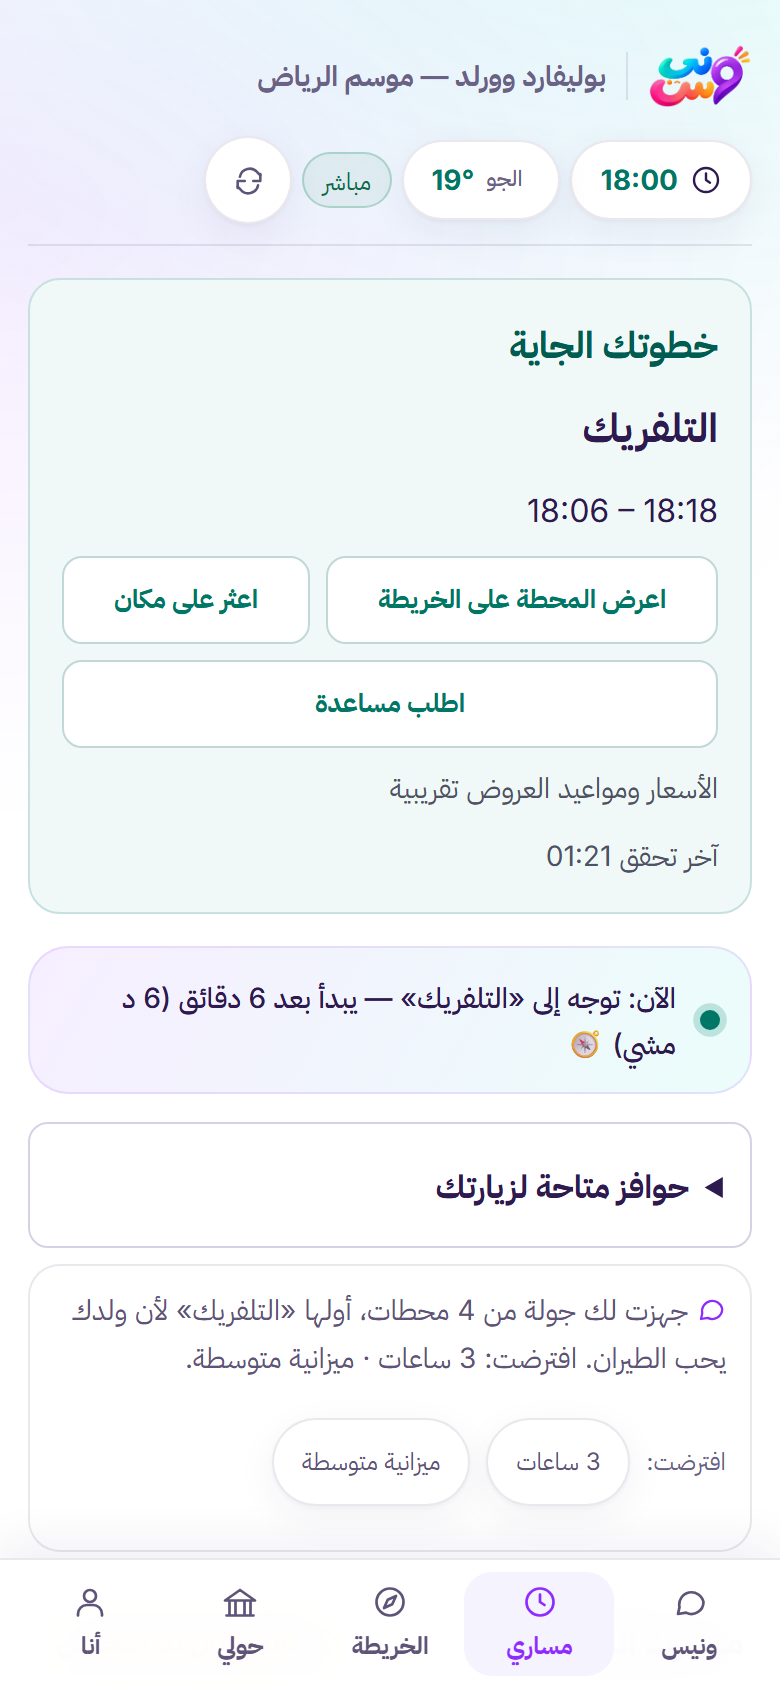 ونيس
بوليفارد وورلد — موسم الرياض
18:00
الجو 19°
مباشر
خطوتك الجاية
التلفريك
18:06 – 18:18
اعرض المحطة على الخريطة
اعثر على مكان
اطلب مساعدة
الأسعار ومواعيد العروض تقريبية
آخر تحقق 01:21
الآن: توجه إلى «التلفريك» — يبدأ بعد 6 دقائق (6 د
مشي) 🧭
◀ حوافز متاحة لزيارتك
جهزت لك جولة من 4 محطات، أولها «التلفريك» لأن ولدك
يحب الطيران. افترضت: 3 ساعات · ميزانية متوسطة.
افترضت:
3 ساعات
ميزانية متوسطة
ونيس
مساري
الخريطة
حولي
أنا